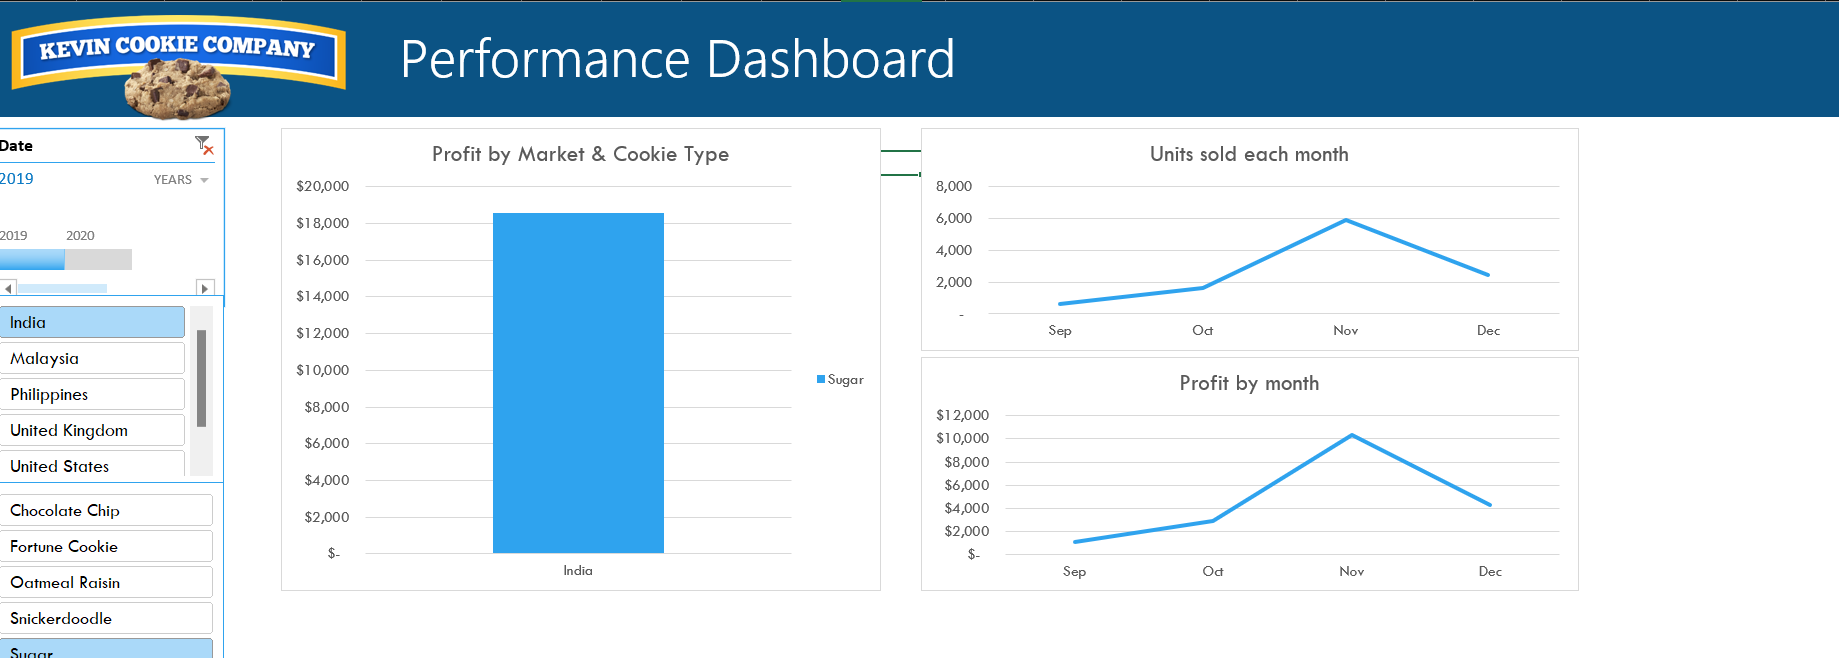 KEVIN COOKIE COMPANY
Performance Dashboard
Date
2019
YEARS
2019 2020
India
Malaysia
Philippines
United Kingdom
United States
Chocolate Chip
Fortune Cookie
Oatmeal Raisin
Snickerdoodle
Sugar
Profit by Market & Cookie Type
$20,000
$18,000
$16,000
$14,000
$12,000
$10,000
$8,000
$6,000
$4,000
$2,000
$-
India
Sugar
Units sold each month
8,000
6,000
4,000
2,000
-
Sep Oct Nov Dec
Profit by month
$12,000
$10,000
$8,000
$6,000
$4,000
$2,000
$-
Sep Oct Nov Dec